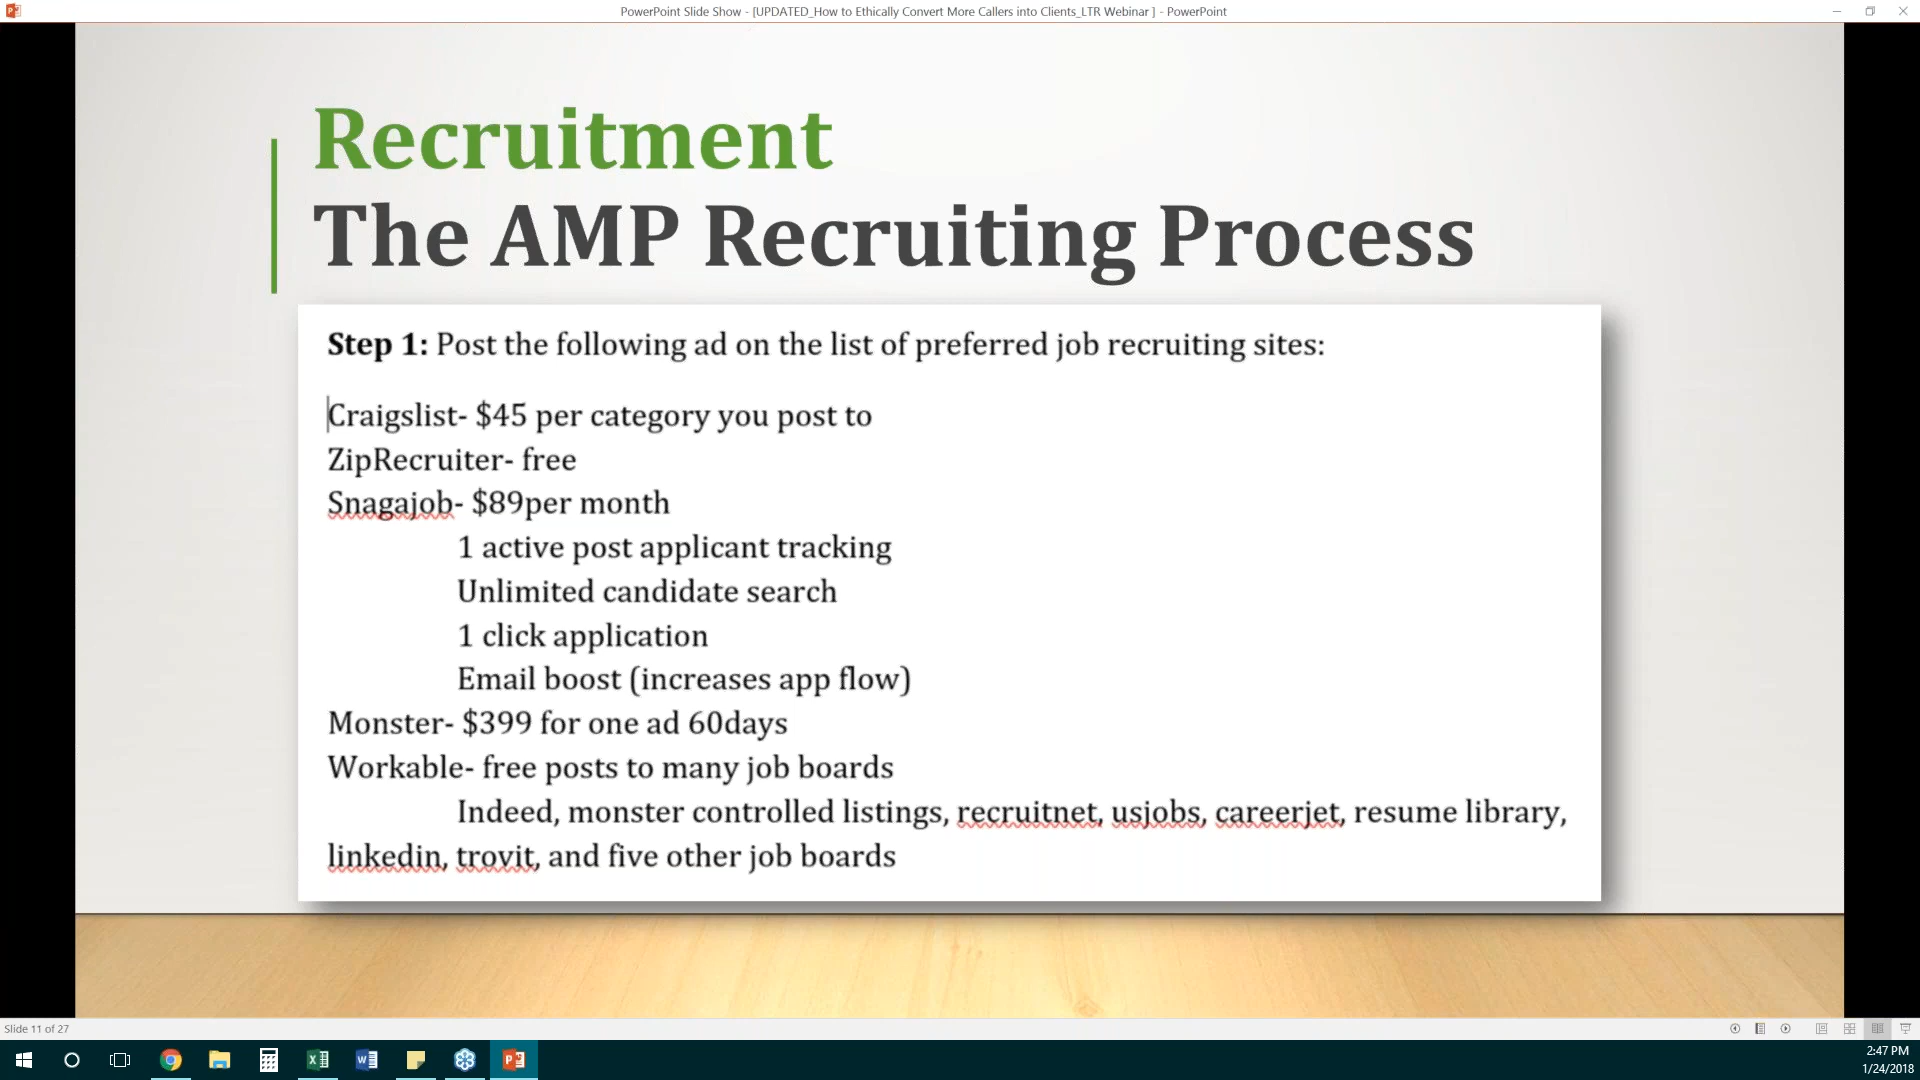 PowerPoint Slide Show - [UPDATED_How to Ethically Convert More Callers into Clients_LTR Webinar ] - PowerPoint
Recruitment
The AMP Recruiting Process
Step 1: Post the following ad on the list of preferred job recruiting sites:
Craigslist- $45 per category you post to
ZipRecruiter- free
Snagajob- $89per month
1 active post applicant tracking
Unlimited candidate search
1 click application
Email boost (increases app flow)
Monster- $399 for one ad 60days
Workable- free posts to many job boards
Indeed, monster controlled listings, recruitnet, usjobs, careerjet, resume library,
linkedin, trovit, and five other job boards
Slide 11 of 27
2:47 PM
1/24/2018